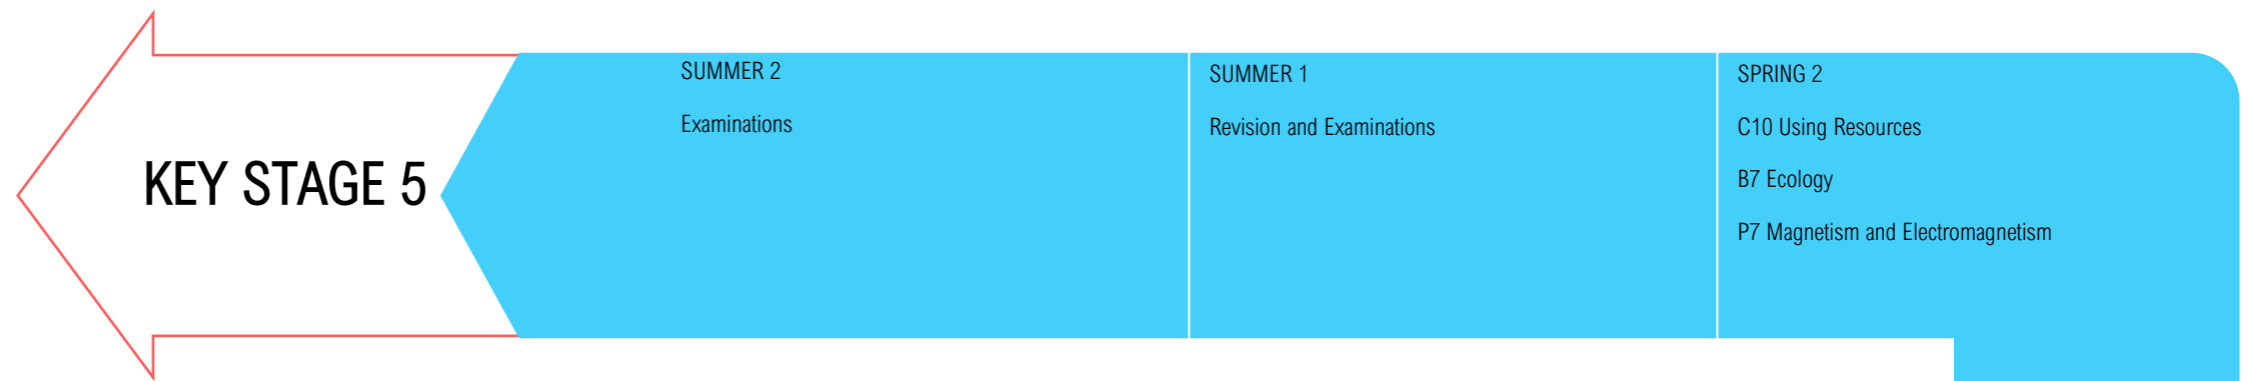 KEY STAGE 5
SUMMER 2
Examinations
SUMMER 1
Revision and Examinations
SPRING 2
C10 Using Resources
B7 Ecology
P7 Magnetism and Electromagnetism